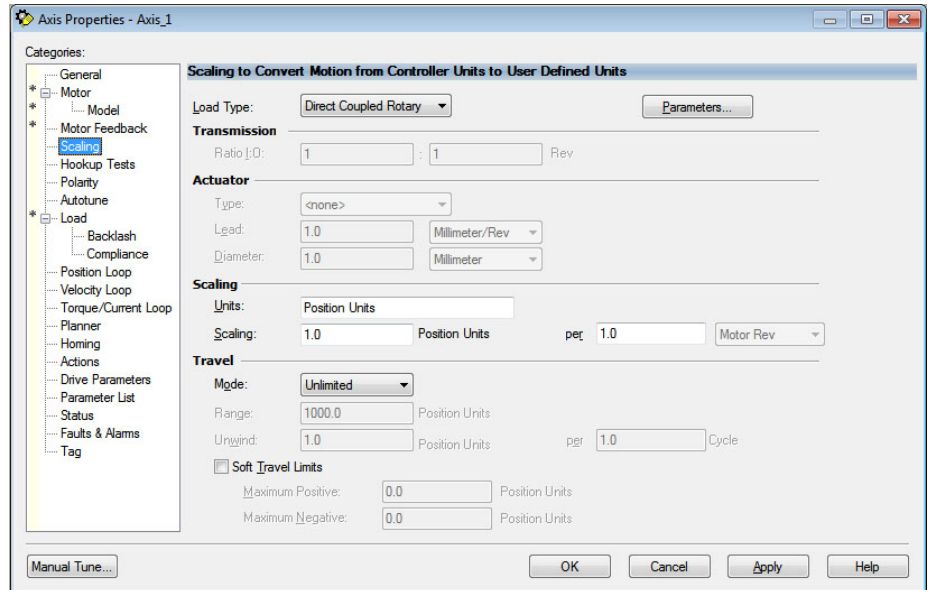 Axis Properties - Axis_1
Categories:
General
* Motor
* Model
* Motor Feedback
Scaling
Hookup Tests
Polarity
Autotune
* Load
Backlash
Compliance
Position Loop
Velocity Loop
Torque/Current Loop
Planner
Homing
Actions
Drive Parameters
Parameter List
Status
Faults & Alarms
Tag
Scaling to Convert Motion from Controller Units to User Defined Units
Load Type: Direct Coupled Rotary Parameters...
Transmission
Ratio I:O: 1 : 1 Rev
Actuator
Type: <none>
Lead: 1.0 Millimeter/Rev
Diameter: 1.0 Millimeter
Scaling
Units: Position Units
Scaling: 1.0 Position Units per 1.0 Motor Rev
Travel
Mode: Unlimited
Range: 1000.0 Position Units
Unwind: 1.0 Position Units per 1.0 Cycle
Soft Travel Limits
Maximum Positive: 0.0 Position Units
Maximum Negative: 0.0 Position Units
Manual Tune... OK Cancel Apply Help